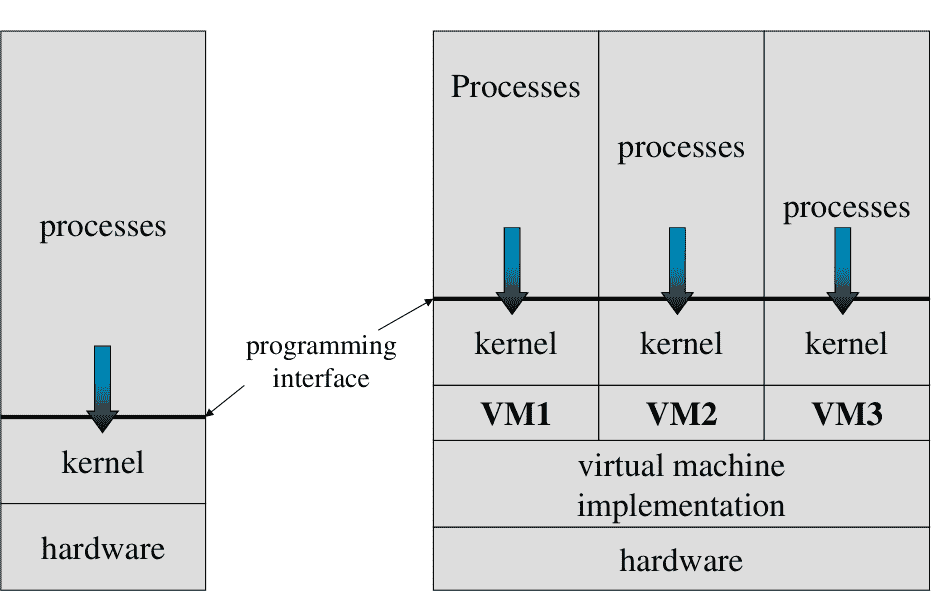 processes
kernel
hardware
programming
interface
Processes
processes
processes
kernel
kernel
kernel
VM1
VM2
VM3
virtual machine
implementation
hardware